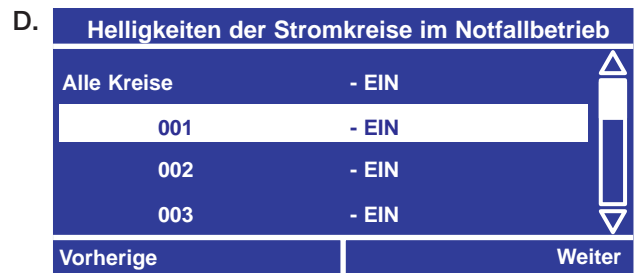 D.
Helligkeiten der Stromkreise im Notfallbetrieb
Alle Kreise - EIN
001 - EIN
002 - EIN
003 - EIN
Vorherige Weiter